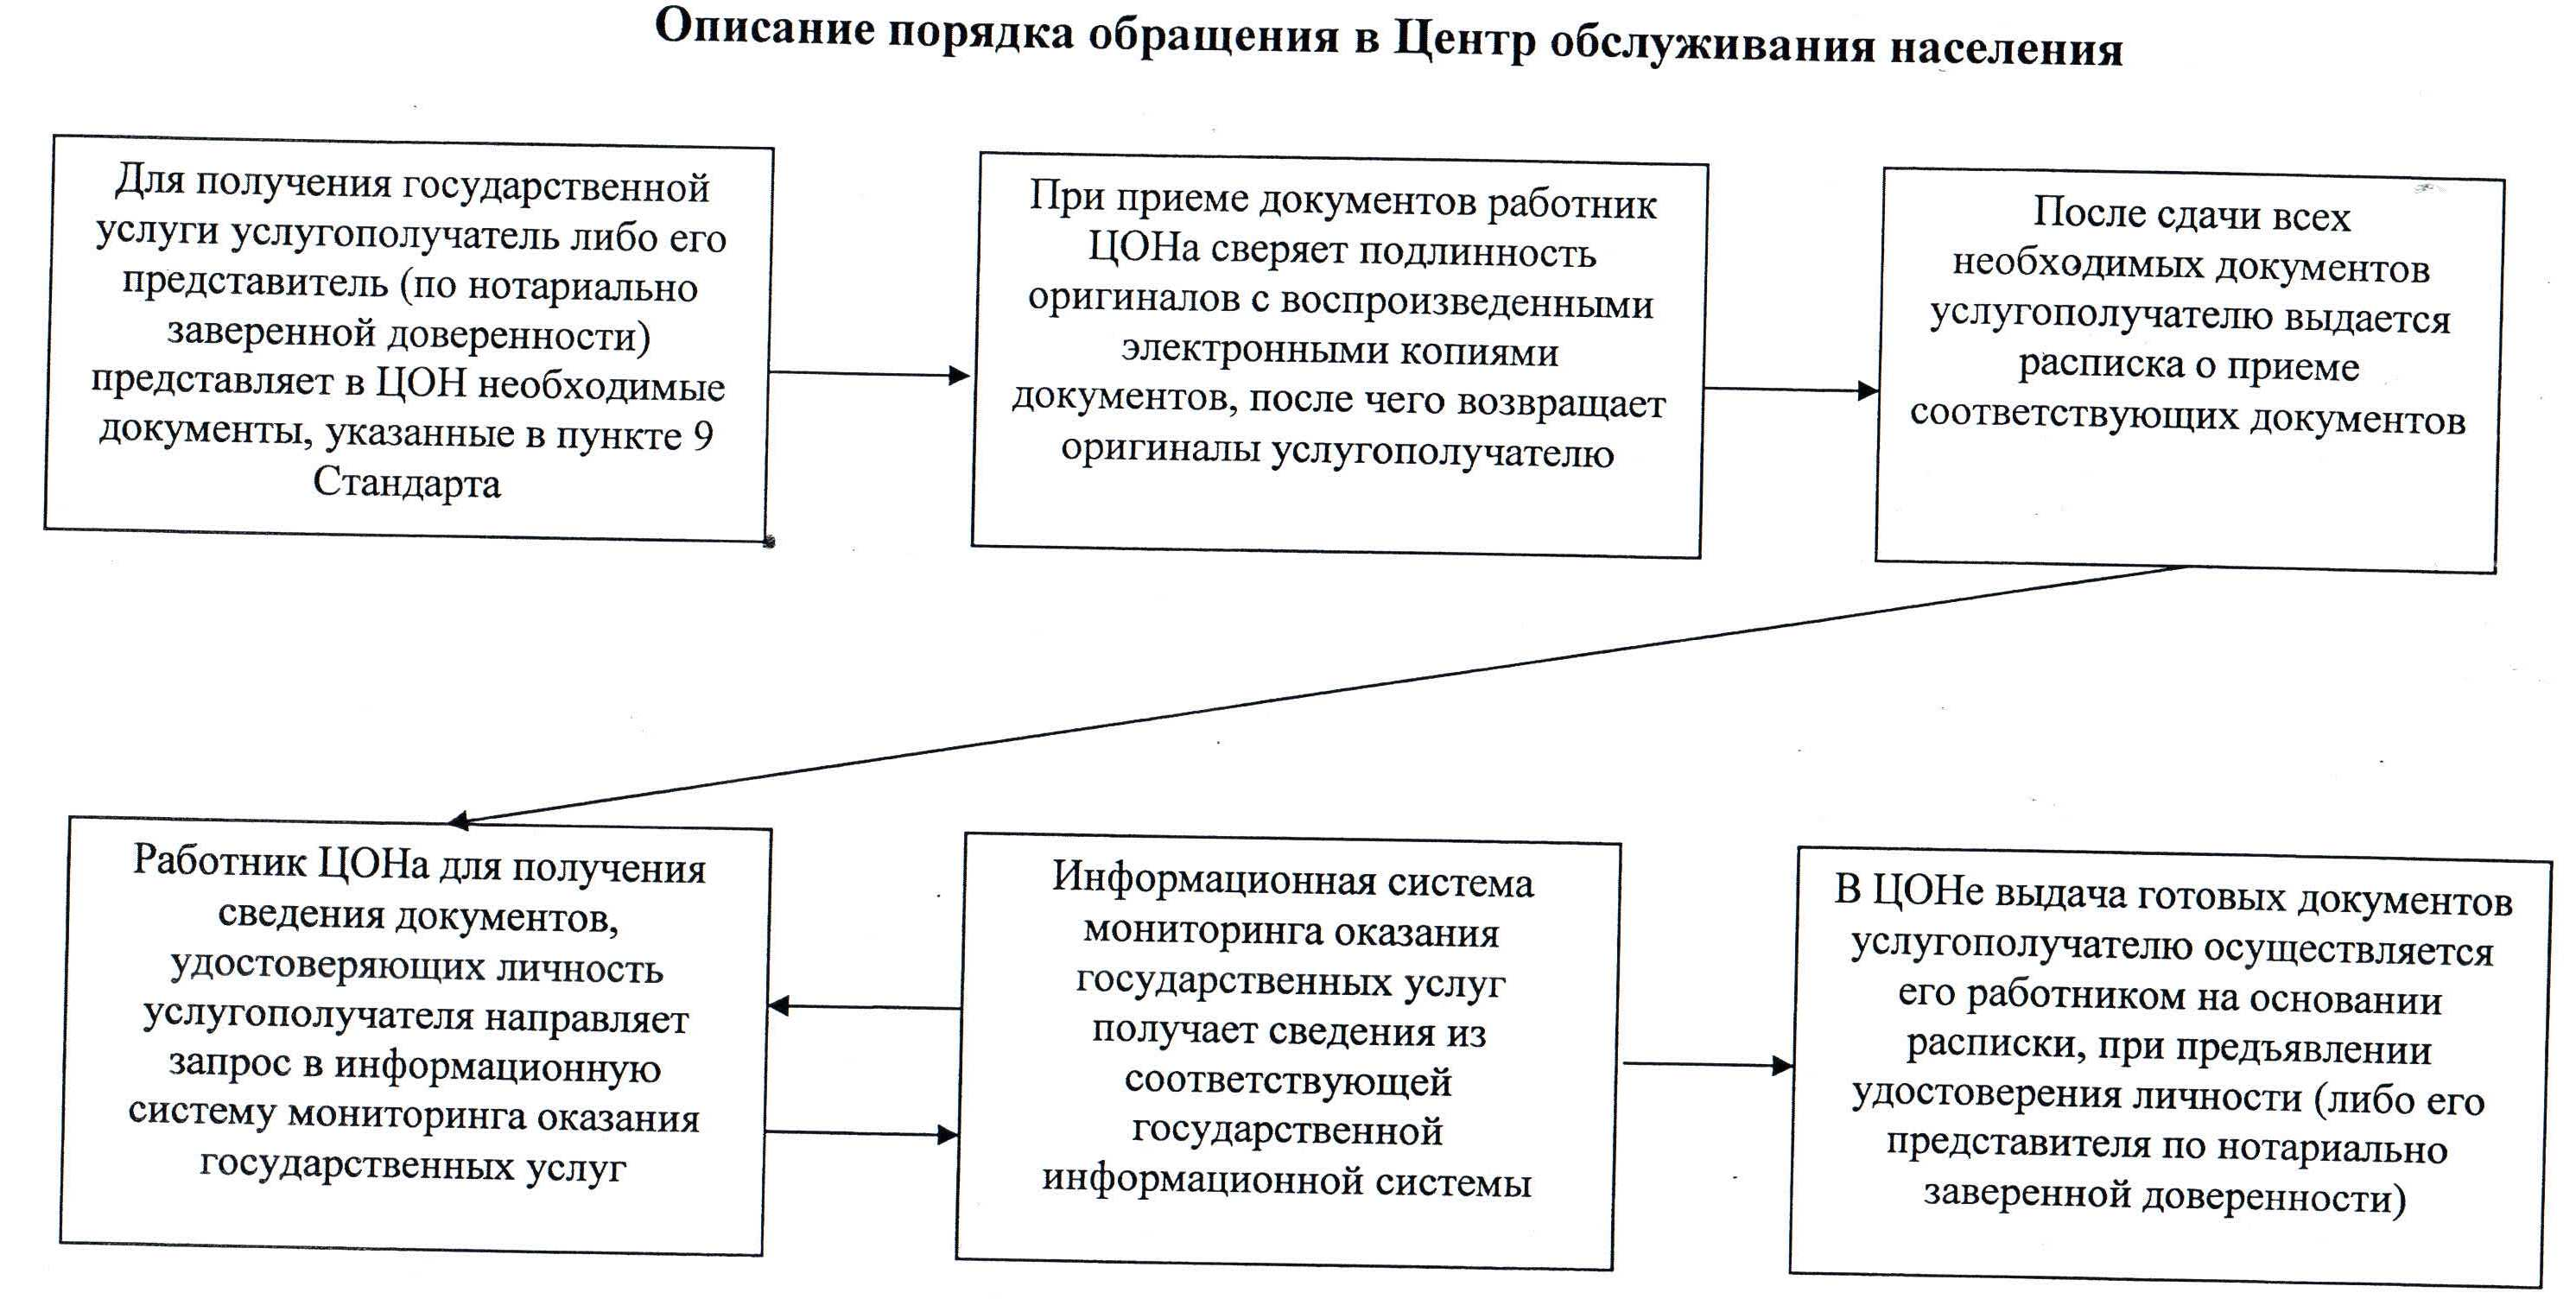 Описание порядка обращения в Центр обслуживания населения
Для получения государственной
услуги услугополучатель либо его
представитель (по нотариально
заверенной доверенности)
представляет в ЦОН необходимые
документы, указанные в пункте 9
Стандарта
При приеме документов работник
ЦОНа сверяет подлинность
оригиналов с воспроизведенными
электронными копиями
документов, после чего возвращает
оригиналы услугополучателю
После сдачи всех
необходимых документов
услугополучателю выдается
расписка о приеме
соответствующих документов
Работник ЦОНа для получения
сведения документов,
удостоверяющих личность
услугополучателя направляет
запрос в информационную
систему мониторинга оказания
государственных услуг
Информационная система
мониторинга оказания
государственных услуг
получает сведения из
соответствующей
государственной
информационной системы
В ЦОНе выдача готовых документов
услугополучателю осуществляется
его работником на основании
расписки, при предъявлении
удостоверения личности (либо его
представителя по нотариально
заверенной доверенности)